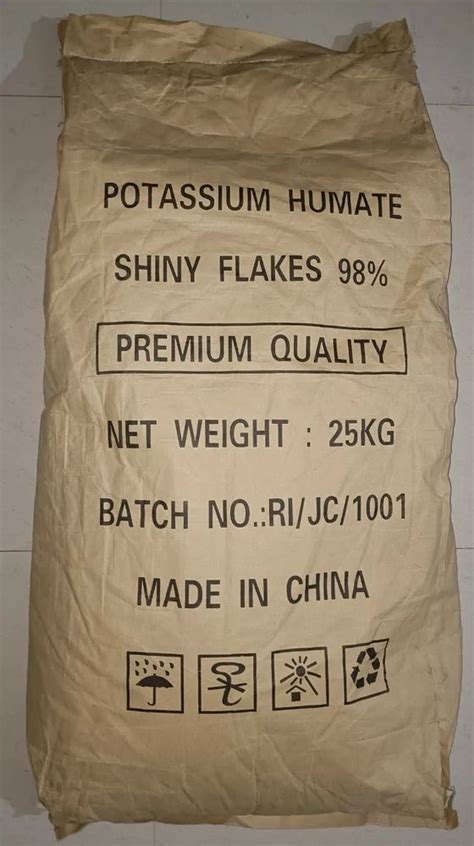 POTASSIUM HUMATE
SHINY FLAKES 98%
PREMIUM QUALITY
NET WEIGHT : 25KG
BATCH NO.:RI/JC/1001
MADE IN CHINA